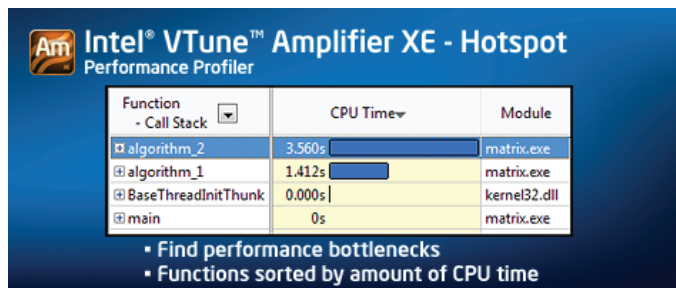 Am Intel® VTune™ Amplifier XE - Hotspot
XE Performance Profiler
Function
- Call Stack
CPU Time
Module
algorithm_2 3.560s matrix.exe
algorithm_1 1.412s matrix.exe
BaseThreadInitThunk 0.000s kernel32.dll
main 0s matrix.exe
▪ Find performance bottlenecks
▪ Functions sorted by amount of CPU time